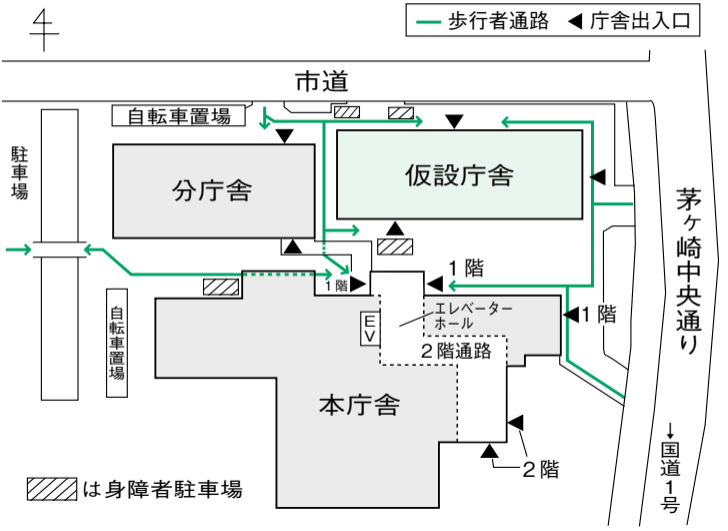 歩行者通路 庁舎出入口
市道
自転車置場
駐車場
分庁舎
仮設庁舎
茅ヶ崎中央通り
1階
1階
エレベーター
ホール
1階
EV
2階通路
自転車置場
本庁舎
2階
→国道1号
は身障者駐車場